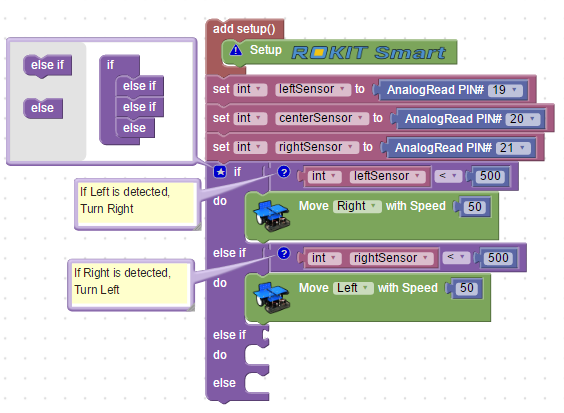 add setup()
Setup ROKIT Smart
else if
else
if
else if
else if
else
set int leftSensor to AnalogRead PIN# 19
set int centerSensor to AnalogRead PIN# 20
set int rightSensor to AnalogRead PIN# 21
if ? int leftSensor < 500
If Left is detected,
Turn Right
do Move Right with Speed 50
else if ? int rightSensor < 500
If Right is detected,
Turn Left
do Move Left with Speed 50
else if
do
else